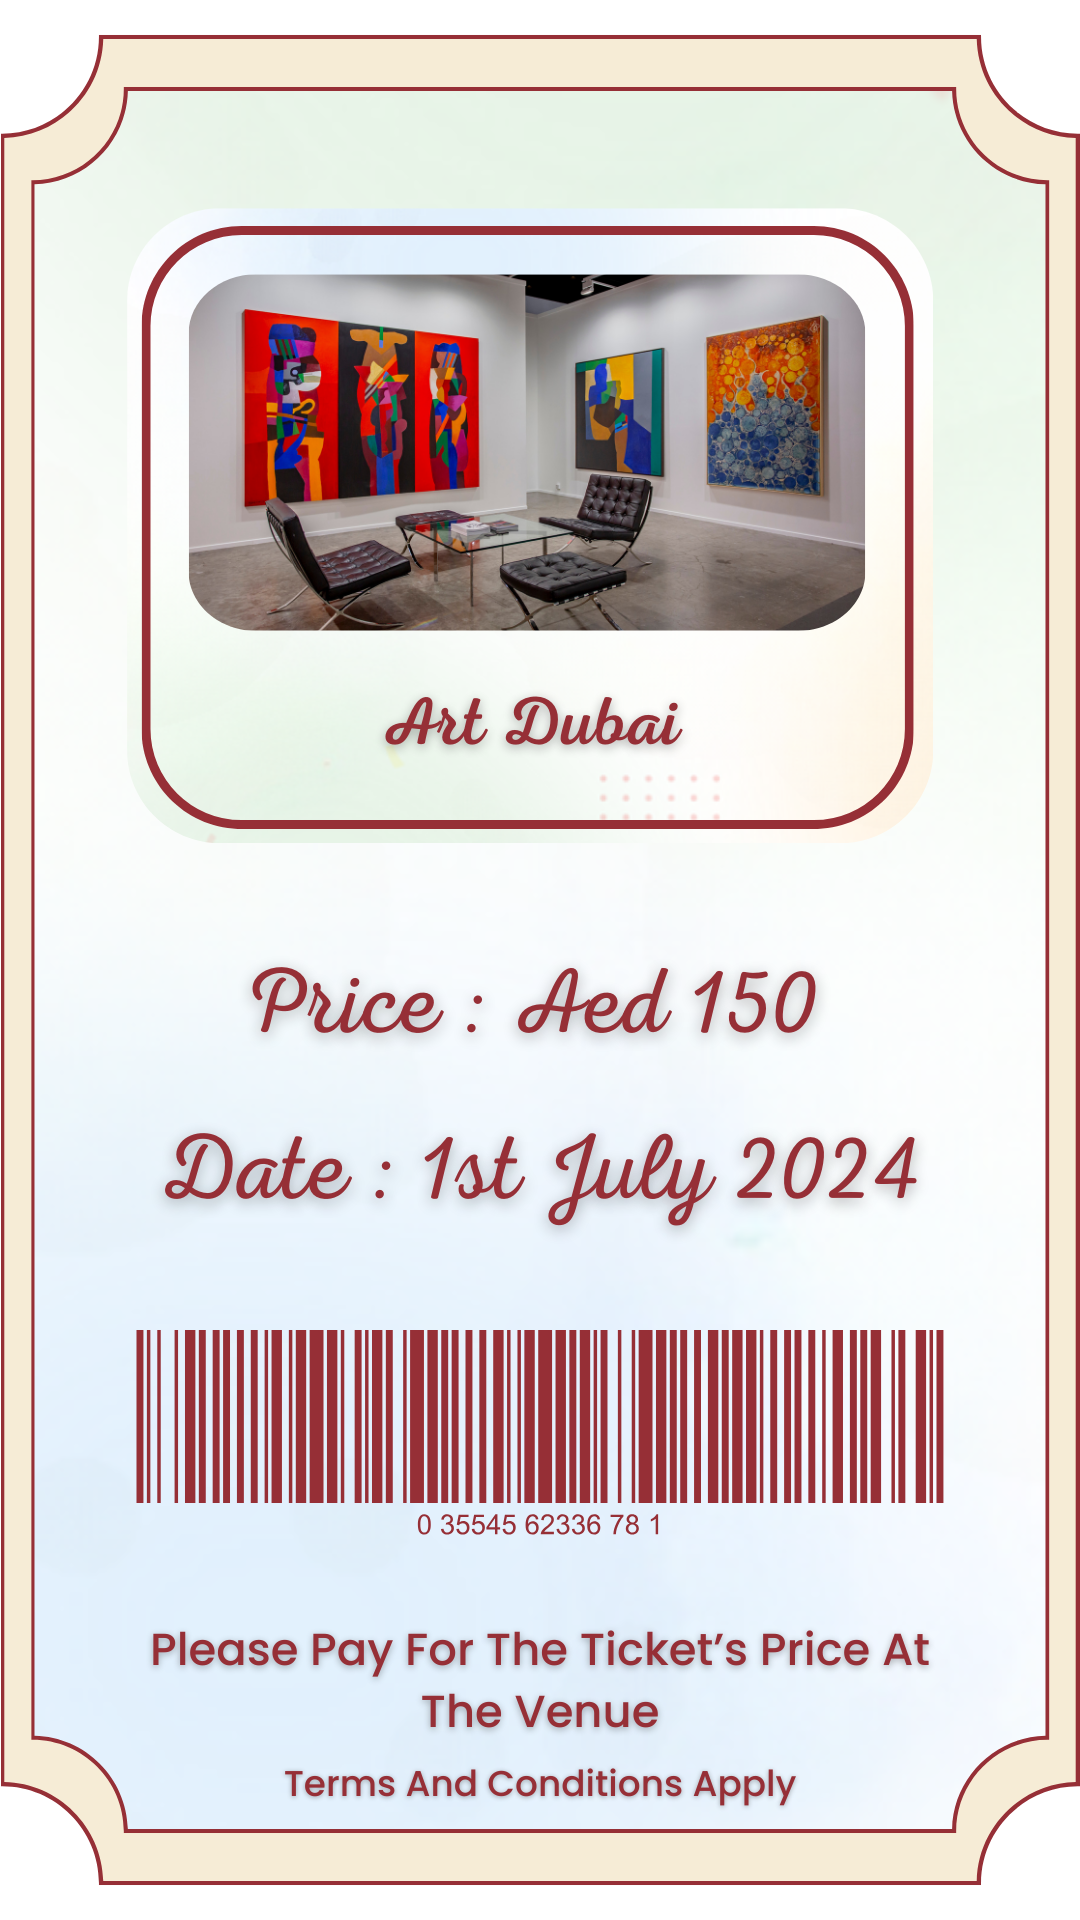 Art Dubai
Price : Aed 150
Date : 1st July 2024
0 35545 62336 78 1
Please Pay For The Ticket’s Price At
The Venue
Terms And Conditions Apply